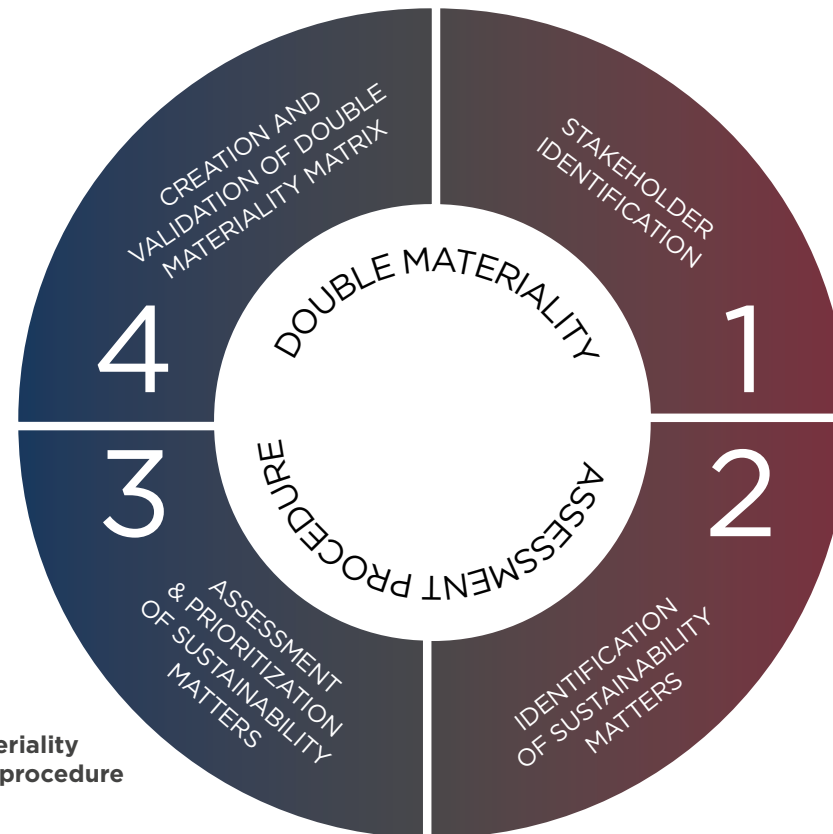 DOUBLE MATERIALITY
ASSESSMENT PROCEDURE
STAKEHOLDER
IDENTIFICATION
1
2
IDENTIFICATION
OF SUSTAINABILITY
MATTERS
3
ASSESSMENT
& PRIORITIZATION
OF SUSTAINABILITY
MATTERS
CREATION AND
VALIDATION OF DOUBLE
MATERIALITY MATRIX
4
eriality
procedure